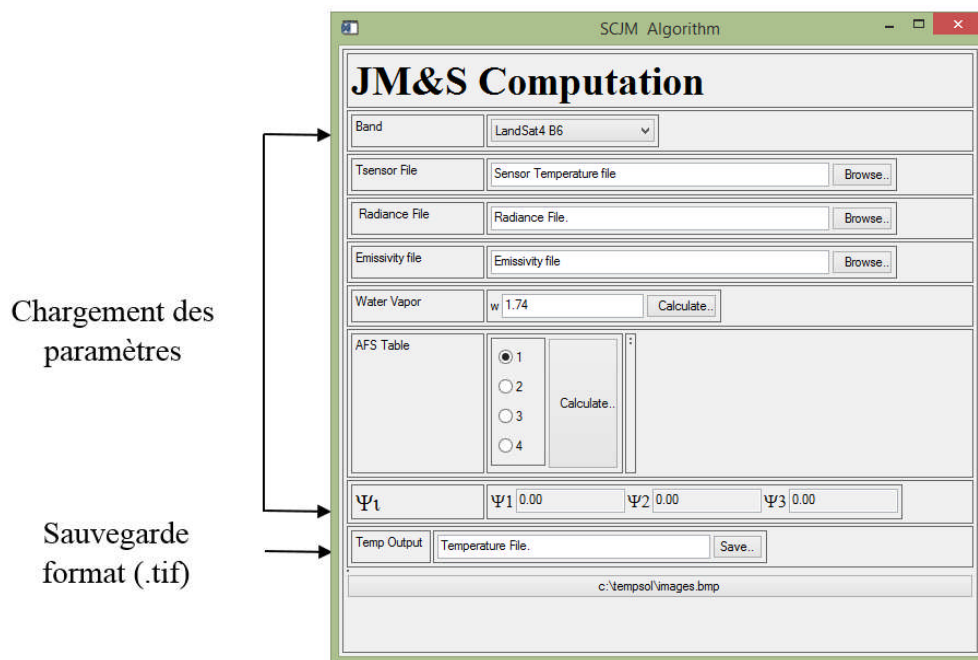 SCJM Algorithm
JM&S Computation
Band
LandSat4 B6
Tsensor File
Sensor Temperature file
Browse..
Radiance File
Radiance File.
Browse..
Emissivity file
Emissivity file
Browse..
Water Vapor
w
1.74
Calculate..
AFS Table
1
2
3
4
Calculate..
:
Ψι
Ψ1 0.00
Ψ2 0.00
Ψ3 0.00
Temp Output
Temperature File.
Save..
c:\tempsol\images.bmp
Chargement des
paramètres
Sauvegarde
format (.tif)